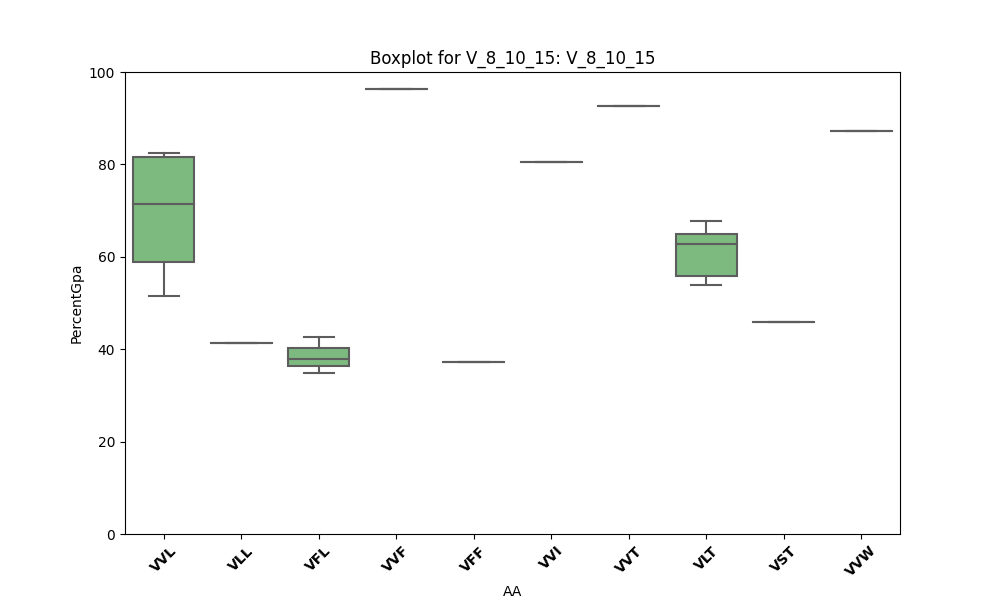 Boxplot for V_8_10_15: V_8_10_15
PercentGpa
100
80
60
40
20
0
VVL
VLL
VFL
VVF
VFF
VVI
VVT
VLT
VST
VVW
AA